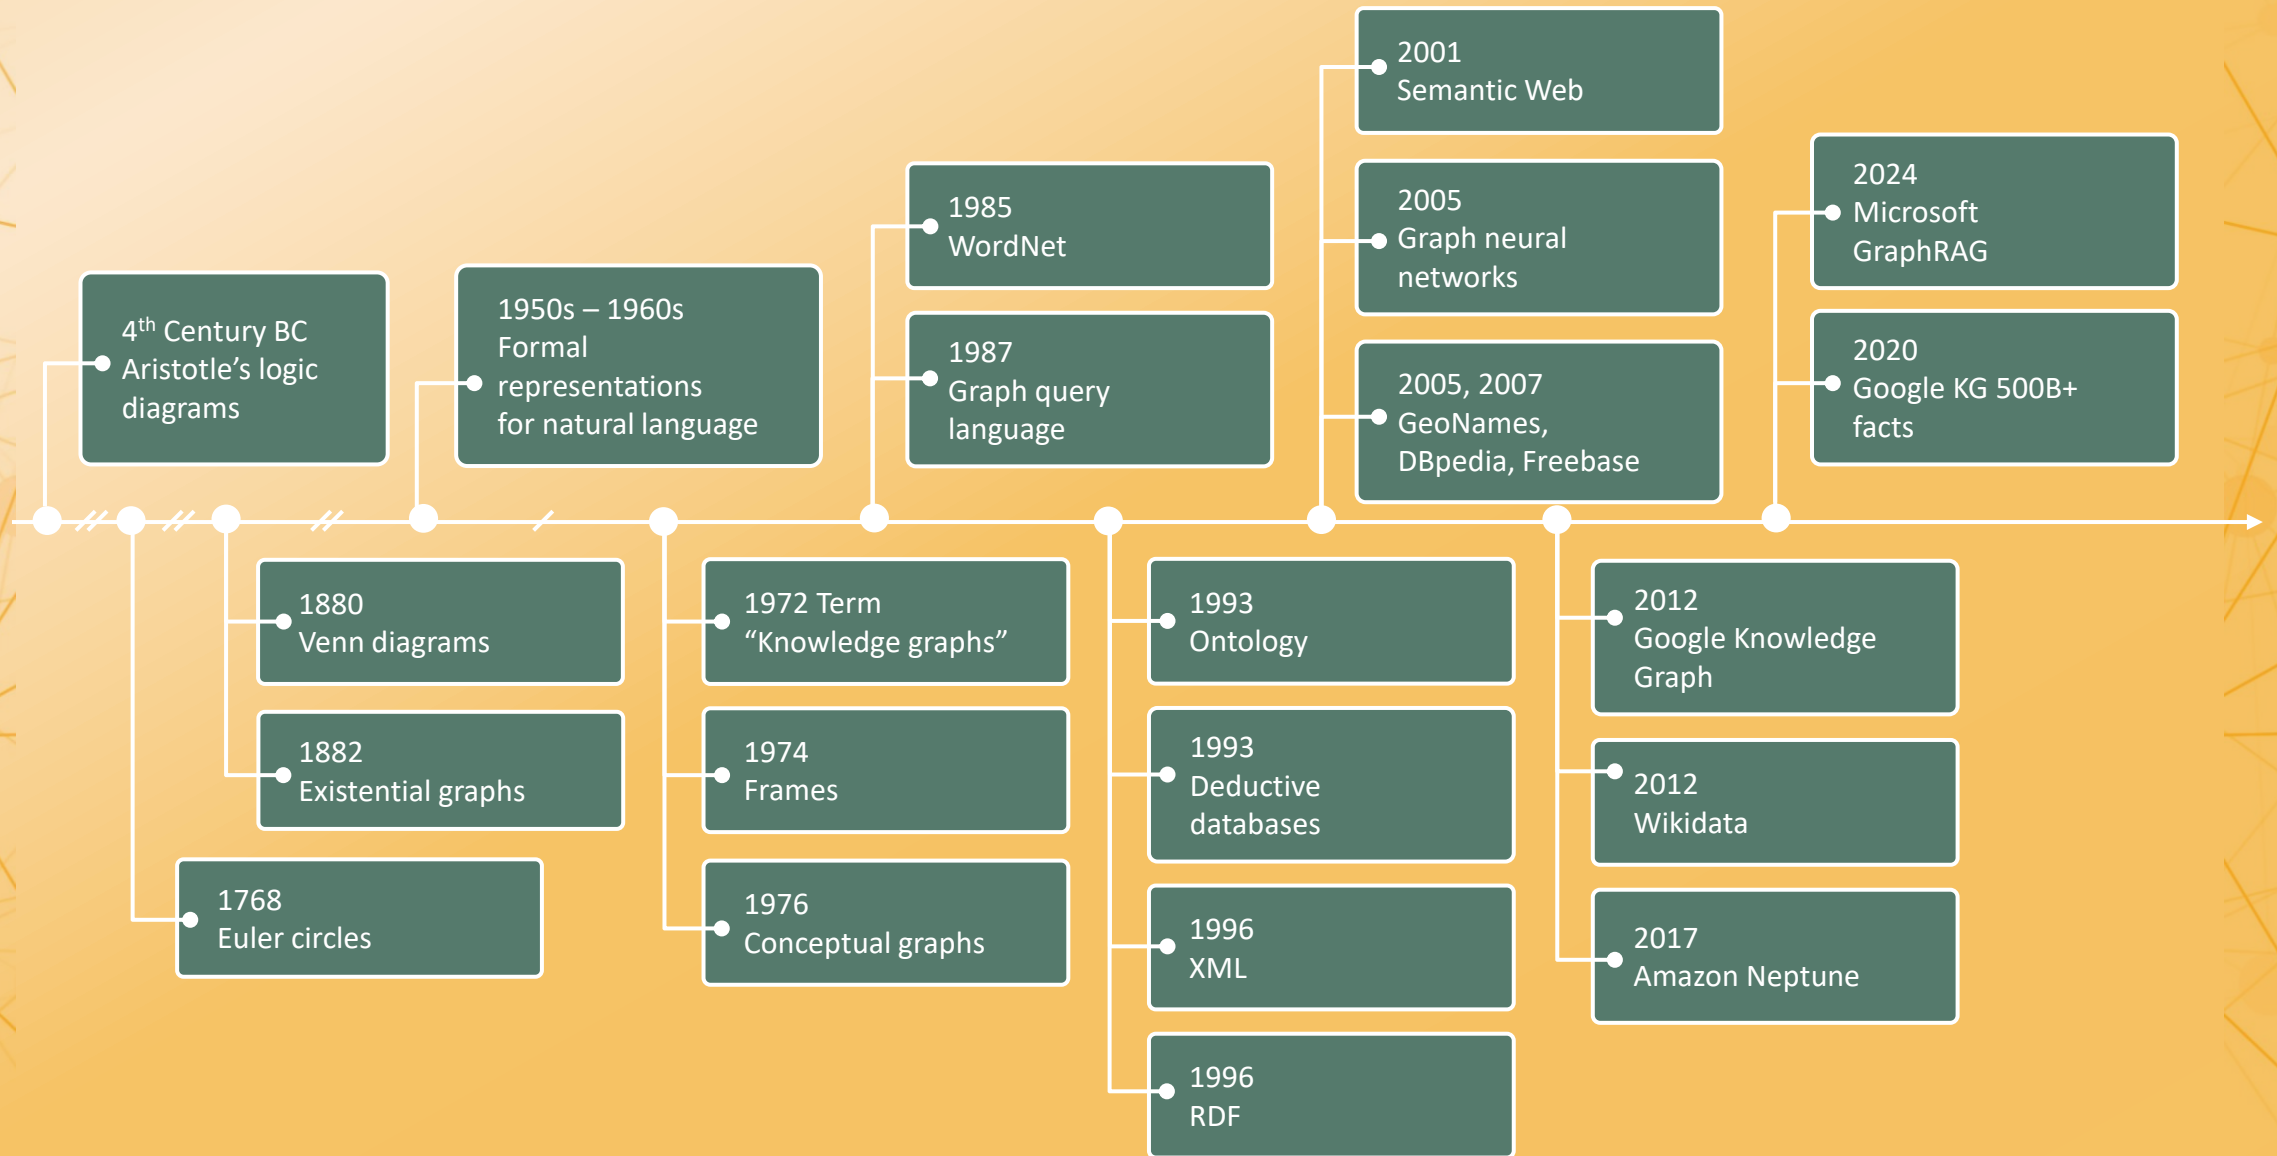 4th Century BC
Aristotle’s logic
diagrams
1768
Euler circles
1880
Venn diagrams
1882
Existential graphs
1950s – 1960s
Formal
representations
for natural language
1972 Term
“Knowledge graphs”
1974
Frames
1976
Conceptual graphs
1985
WordNet
1987
Graph query
language
1993
Ontology
1993
Deductive
databases
1996
XML
1996
RDF
2001
Semantic Web
2005
Graph neural
networks
2005, 2007
GeoNames,
DBpedia, Freebase
2012
Google Knowledge
Graph
2012
Wikidata
2017
Amazon Neptune
2024
Microsoft
GraphRAG
2020
Google KG 500B+
facts